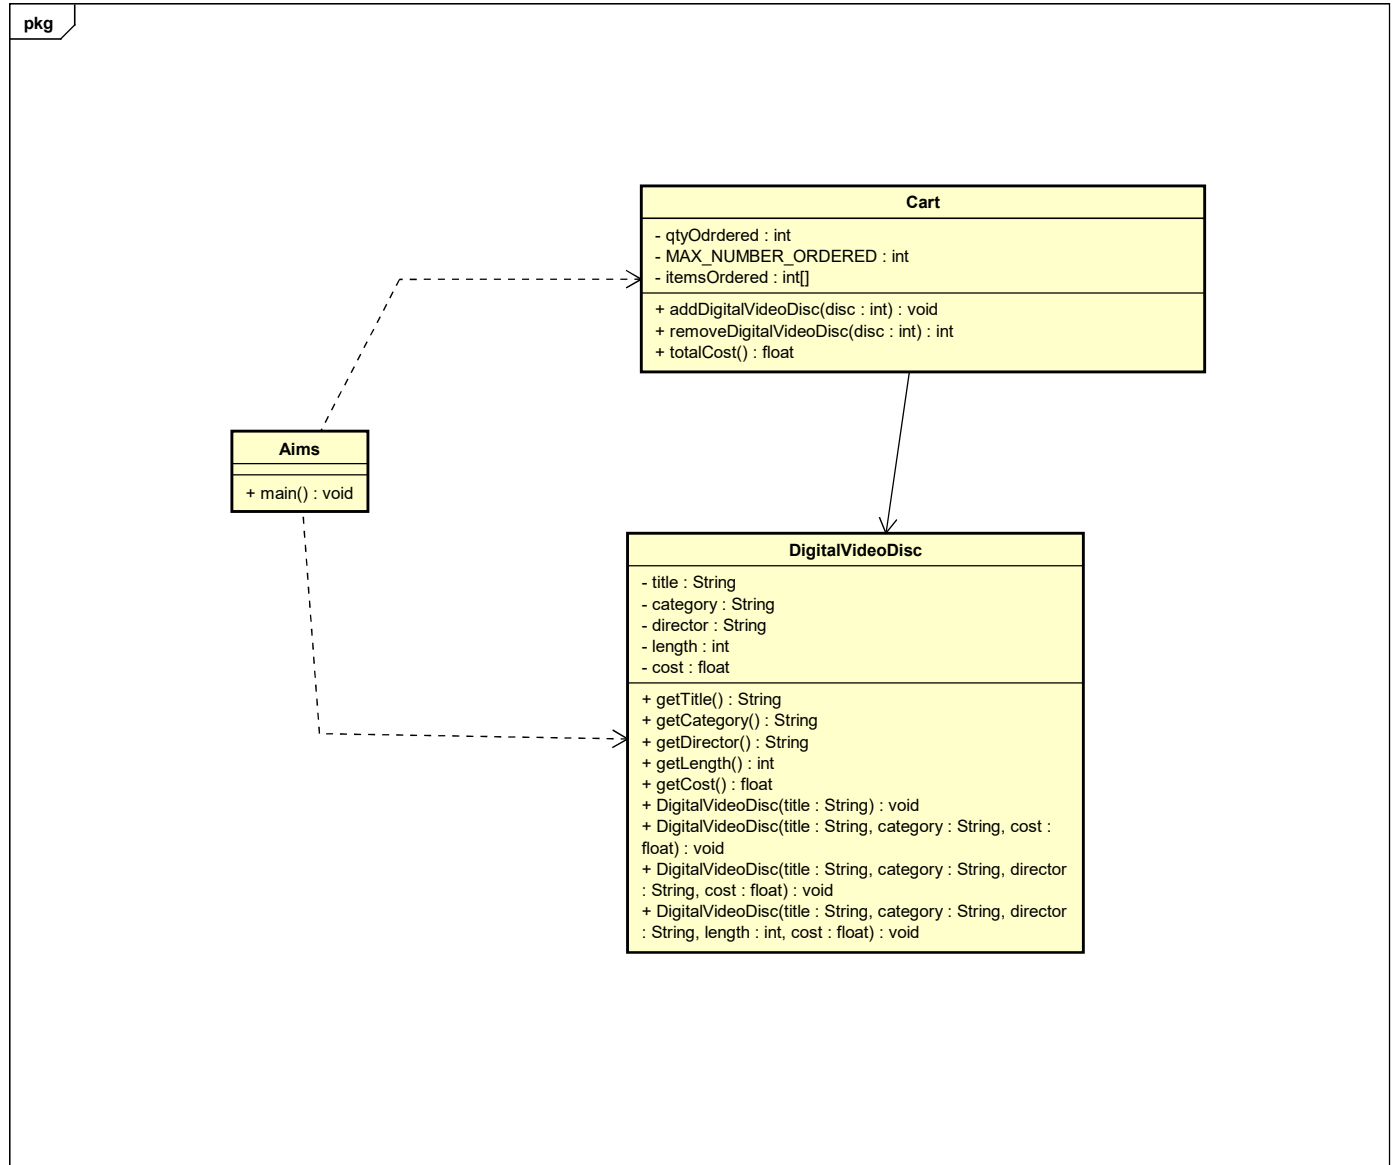 pkg
Cart
- qtyOdrdered : int
- MAX_NUMBER_ORDERED : int
- itemsOrdered : int[]
+ addDigitalVideoDisc(disc : int) : void
+ removeDigitalVideoDisc(disc : int) : int
+ totalCost() : float
Aims
+ main() : void
DigitalVideoDisc
- title : String
- category : String
- director : String
- length : int
- cost : float
+ getTitle() : String
+ getCategory() : String
+ getDirector() : String
+ getLength() : int
+ getCost() : float
+ DigitalVideoDisc(title : String) : void
+ DigitalVideoDisc(title : String, category : String, cost :
float) : void
+ DigitalVideoDisc(title : String, category : String, director
: String, cost : float) : void
+ DigitalVideoDisc(title : String, category : String, director
: String, length : int, cost : float) : void